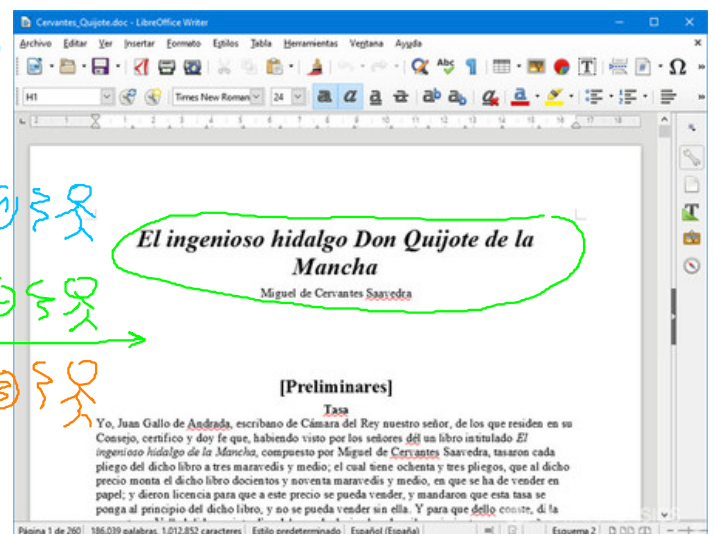 Cervantes_Quijote.doc - LibreOffice Writer
Archivo Editar Ver Insertar Formato Estilos Tabla Herramientas Ventana Ayuda
H1 Times New Roman 24
El ingenioso hidalgo Don Quijote de la
Mancha
Miguel de Cervantes Saavedra
[Preliminares]
Tasa
Yo, Juan Gallo de Andrada, escribano de Cámara del Rey nuestro señor, de los que residen en su
Consejo, certifico y doy fe que, habiendo visto por los señores dél un libro intitulado El
ingenioso hidalgo de la Mancha, compuesto por Miguel de Cervantes Saavedra, tasaron cada
pliego del dicho libro a tres maravedís y medio; el cual tiene ochenta y tres pliegos, que al dicho
precio monta el dicho libro docientos y noventa maravedís y medio, en que se ha de vender en
papel; y dieron licencia para que a este precio se pueda vender, y mandaron que esta tasa se
ponga al principio del dicho libro, y no se pueda vender sin ella. Y para que dello conste, di la
Página 1 de 260 186.039 palabras, 1.012.852 caracteres Estilo predeterminado Español (España) Esquema 2